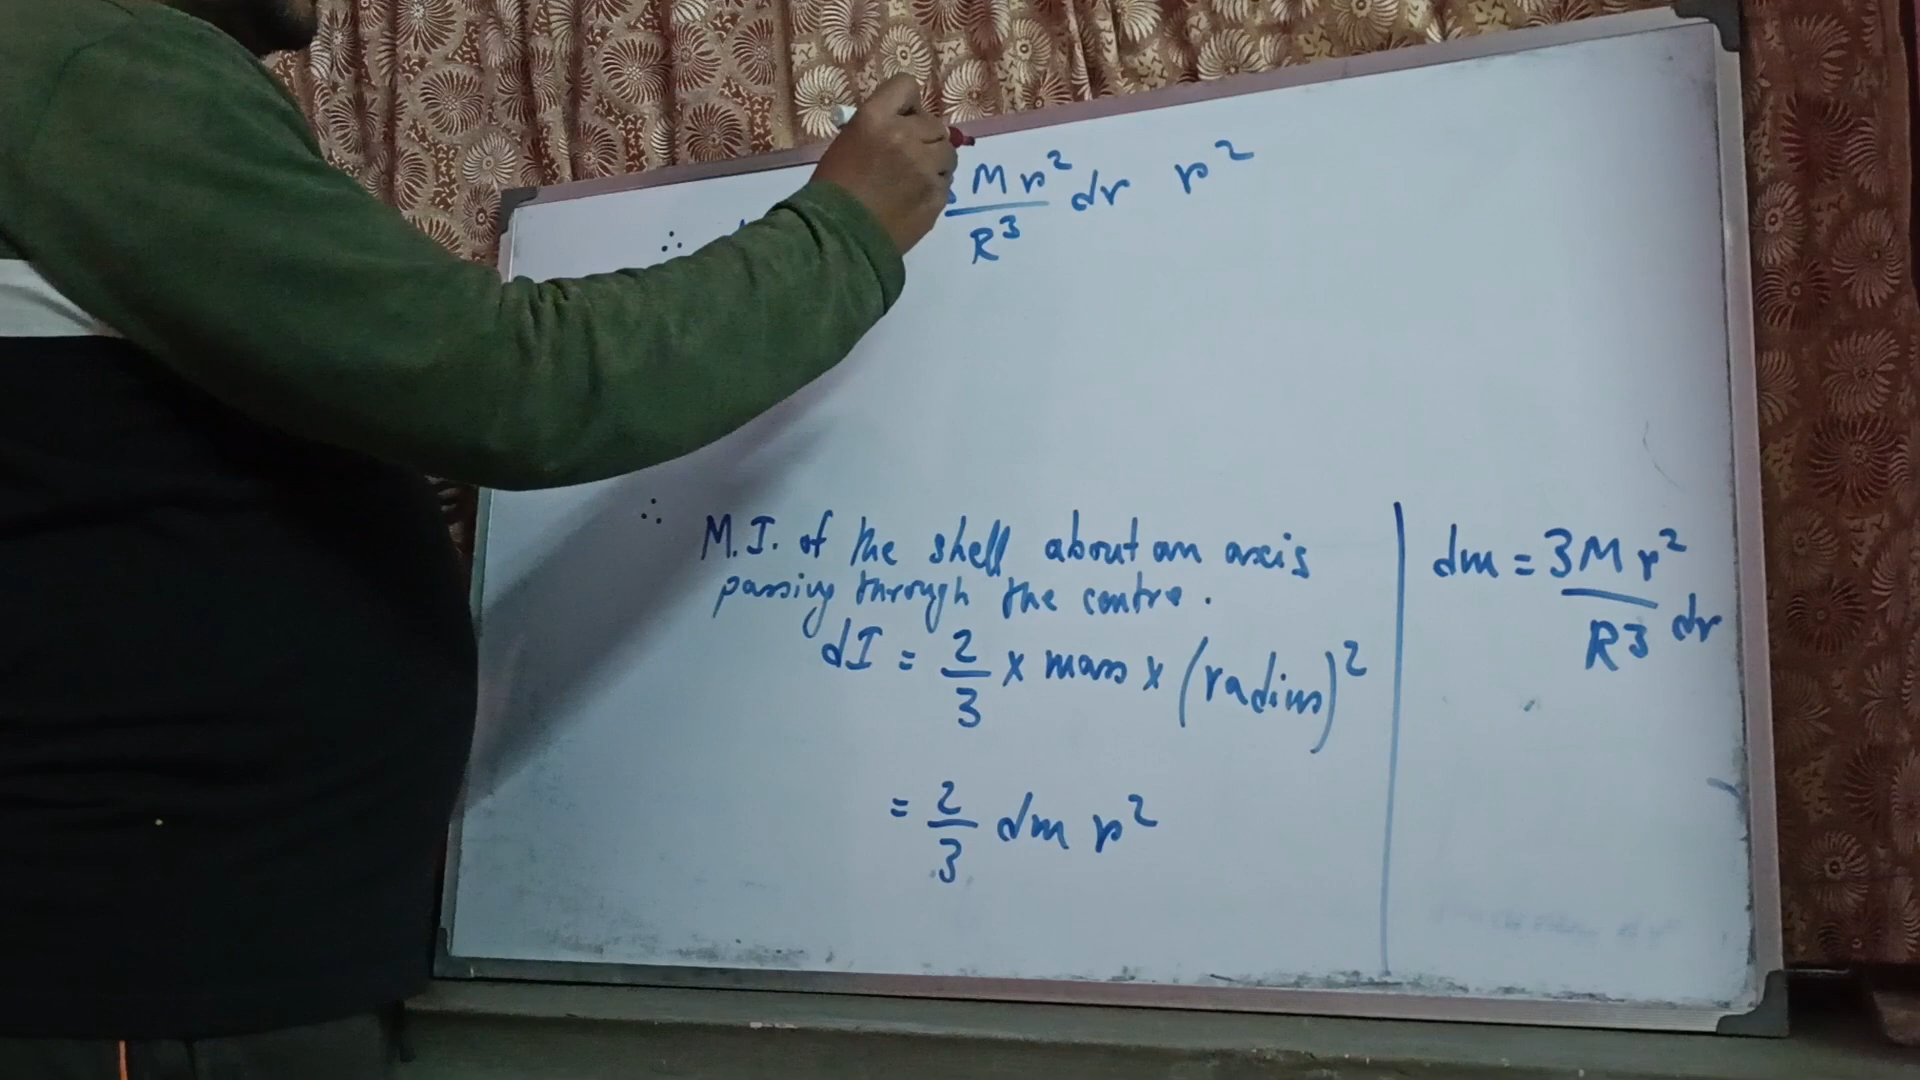 ∴ 3Mr²/R³ dr r²
∴ M.I. of the shell about an axis
passing through the centre.
dI = 2/3 x mass x (radius)²
= 2/3 dm r²
dm = 3Mr²/R3 dr